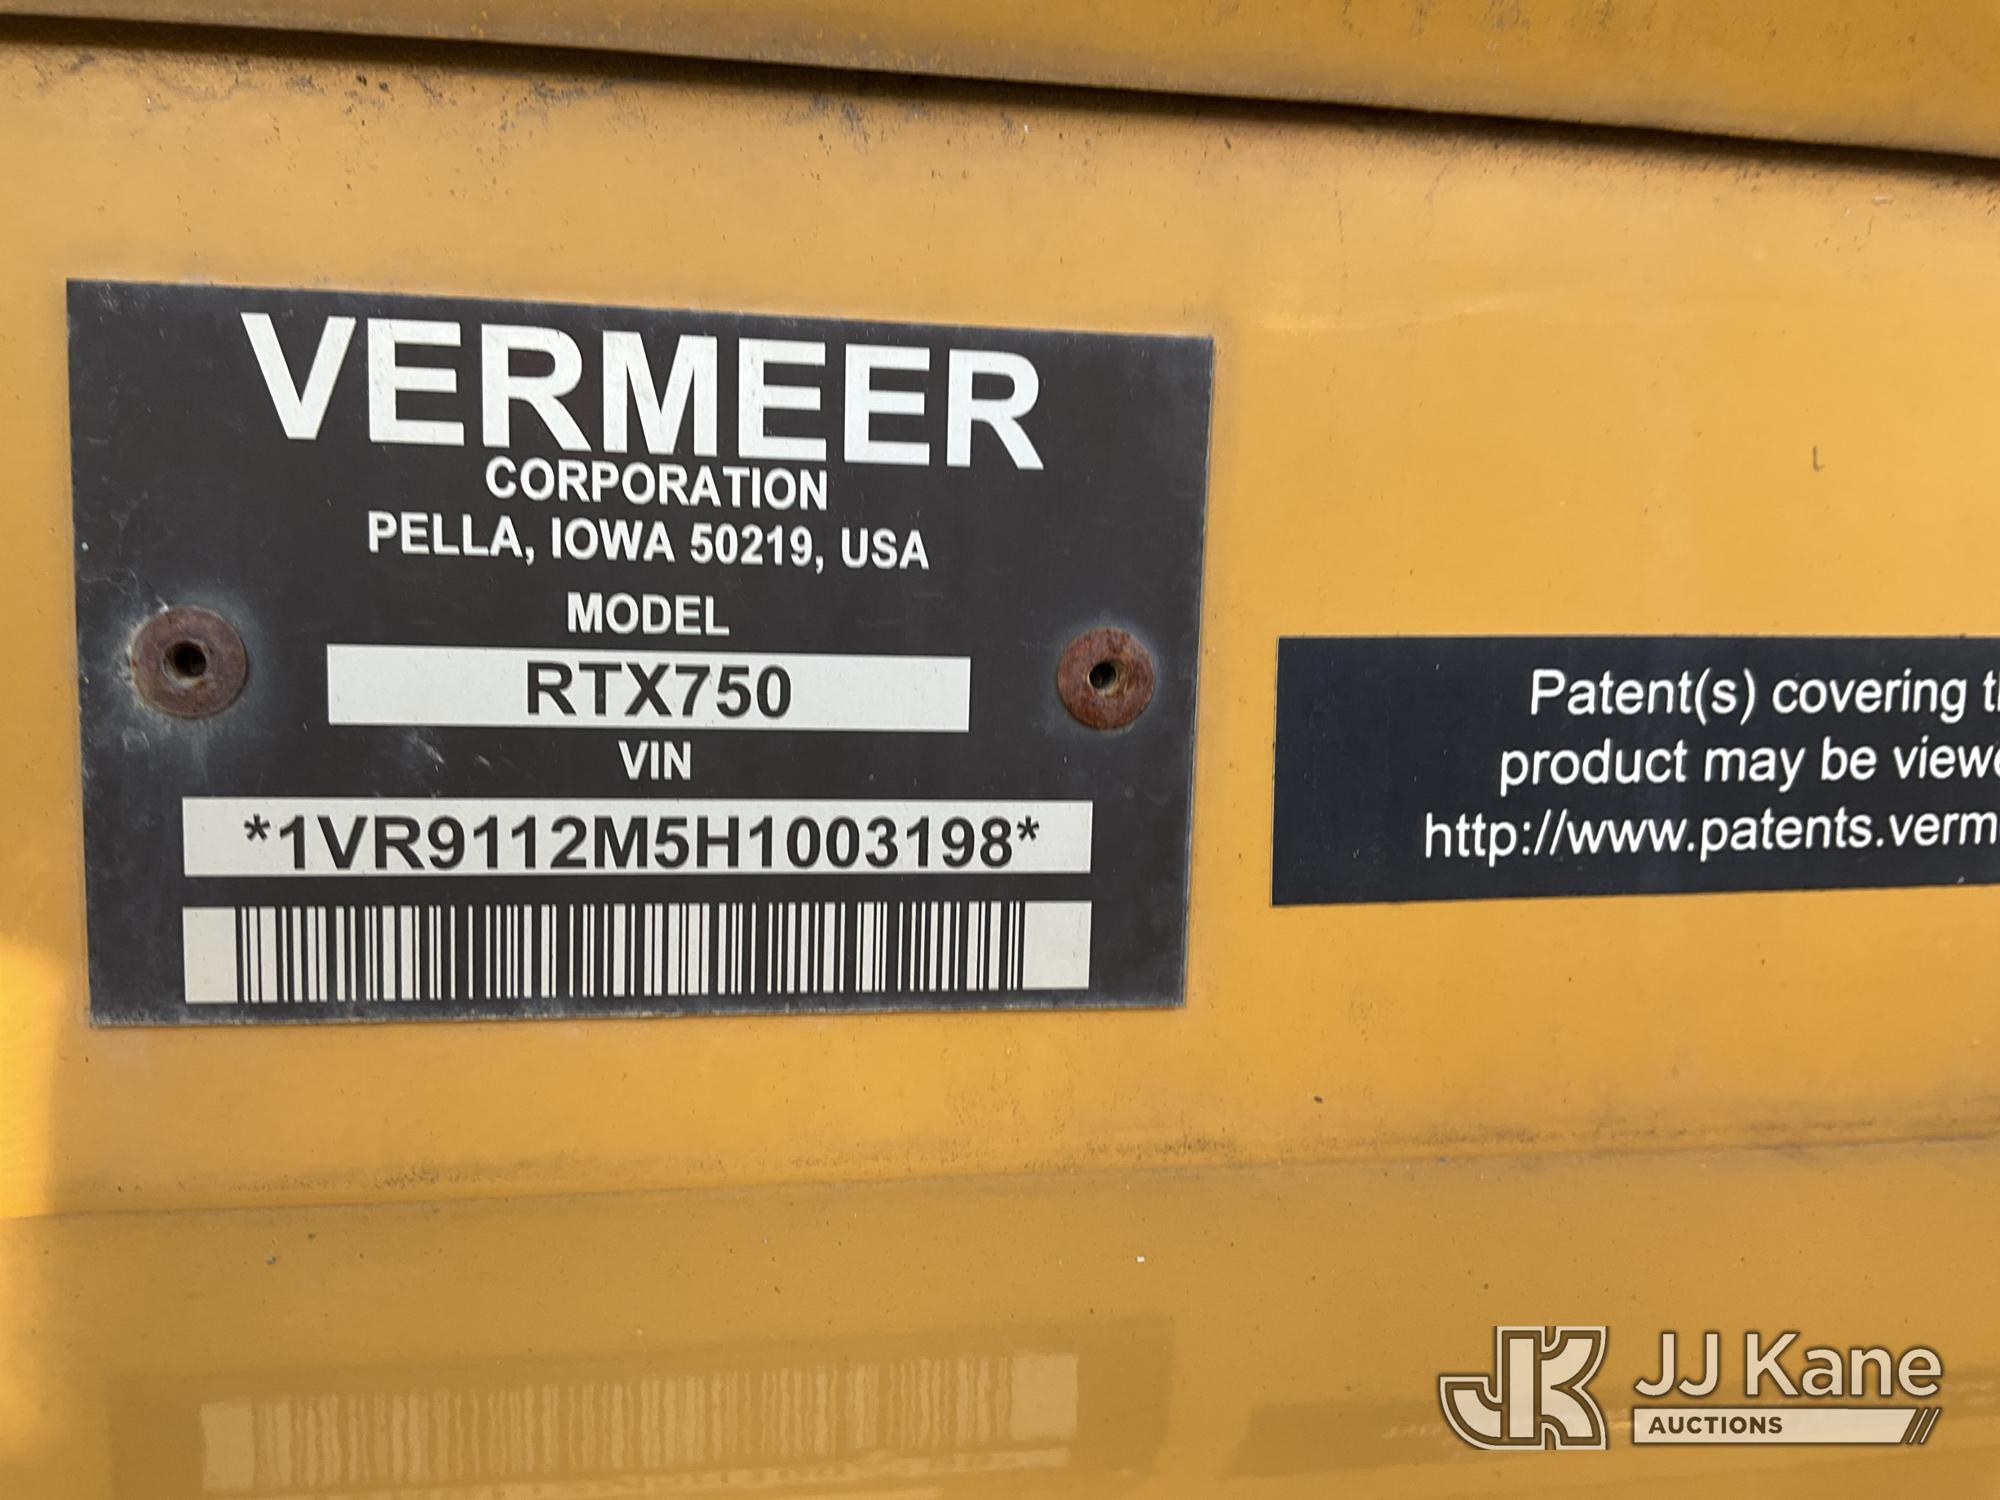 VERMEER
CORPORATION
PELLA, IOWA 50219, USA
MODEL
RTX750
VIN
*1VR9112M5H1003198*
Patent(s) covering
product may be
http://www.patents.verm
JK JJ Kane
AUCTIONS